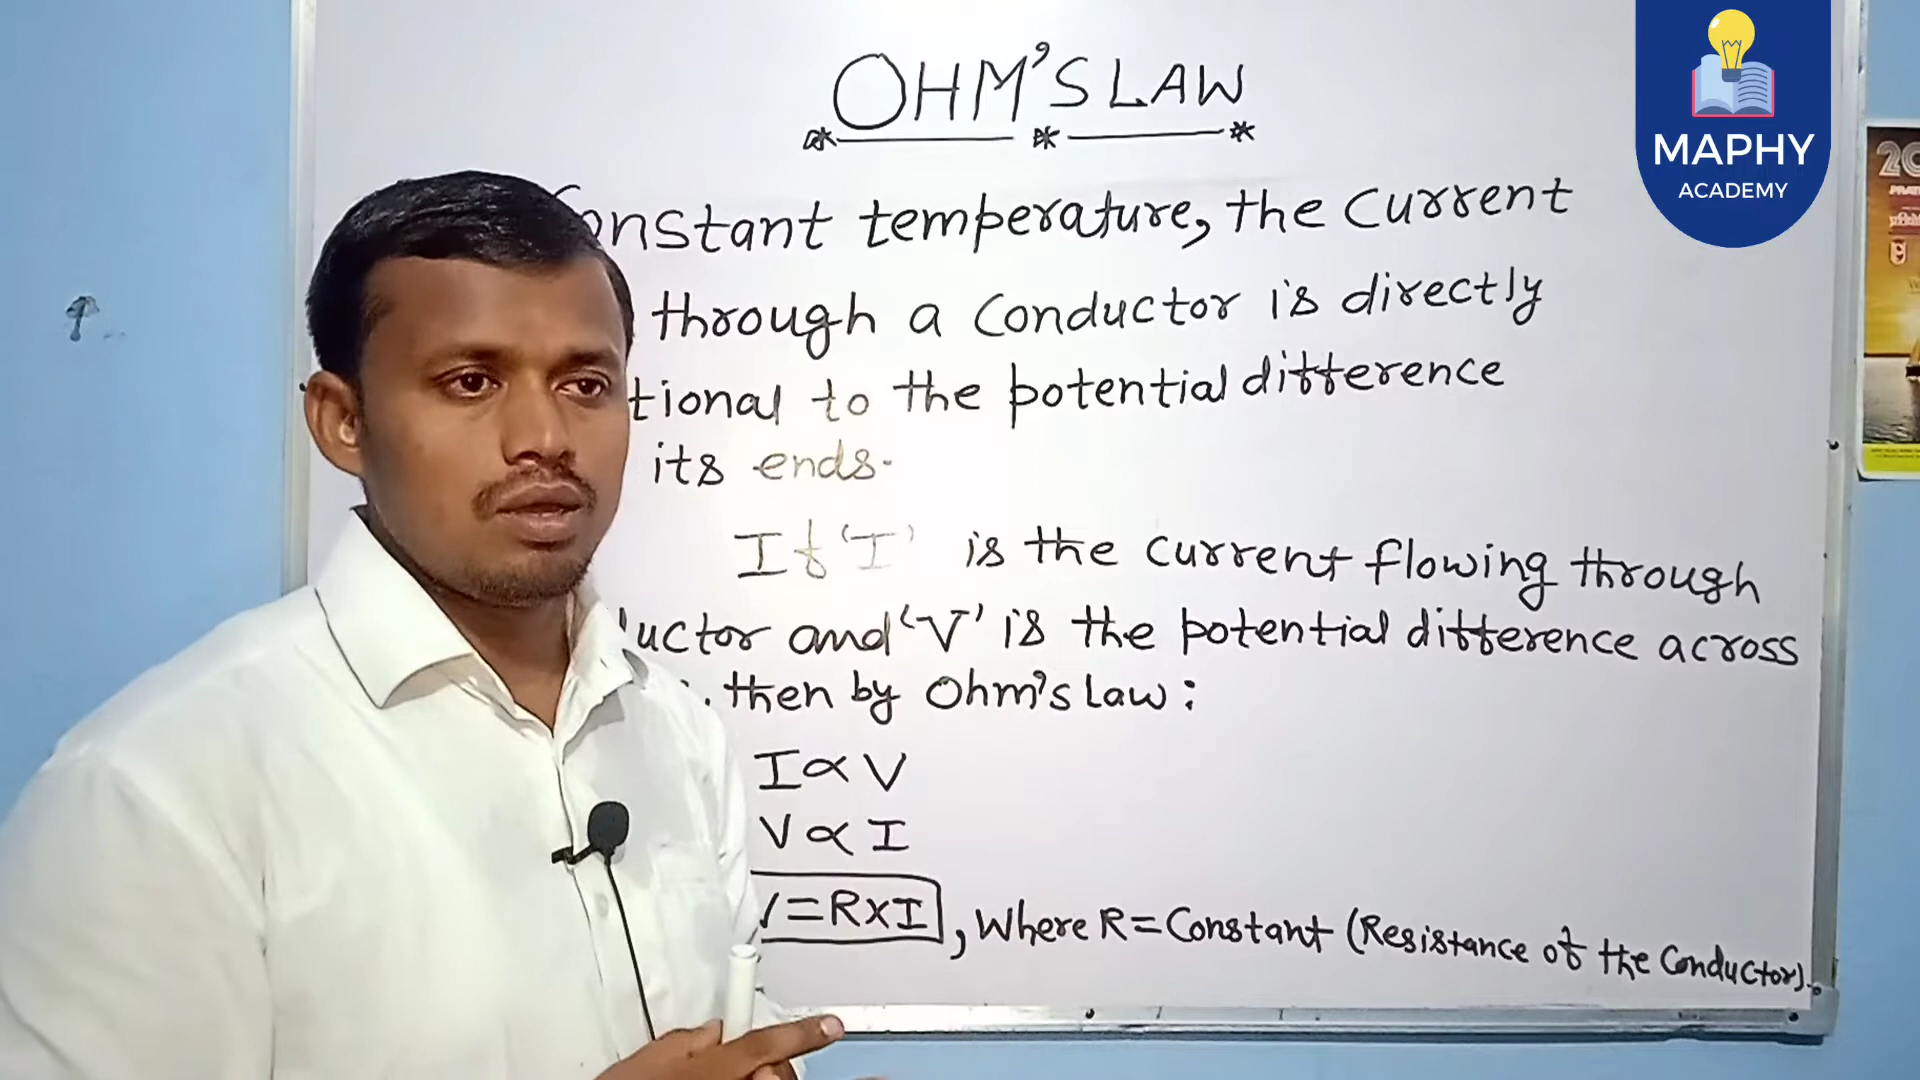 OHM'S LAW
Constant temperature, the current
through a conductor is directly
tional to the potential difference
its ends.
If 'I' is the current flowing through
uctor and 'V' is the potential difference across
. then by Ohm's Law:
I ∝ V
V ∝ I
V=R×I, Where R=Constant (Resistance of the Conductor).
MAPHY
ACADEMY